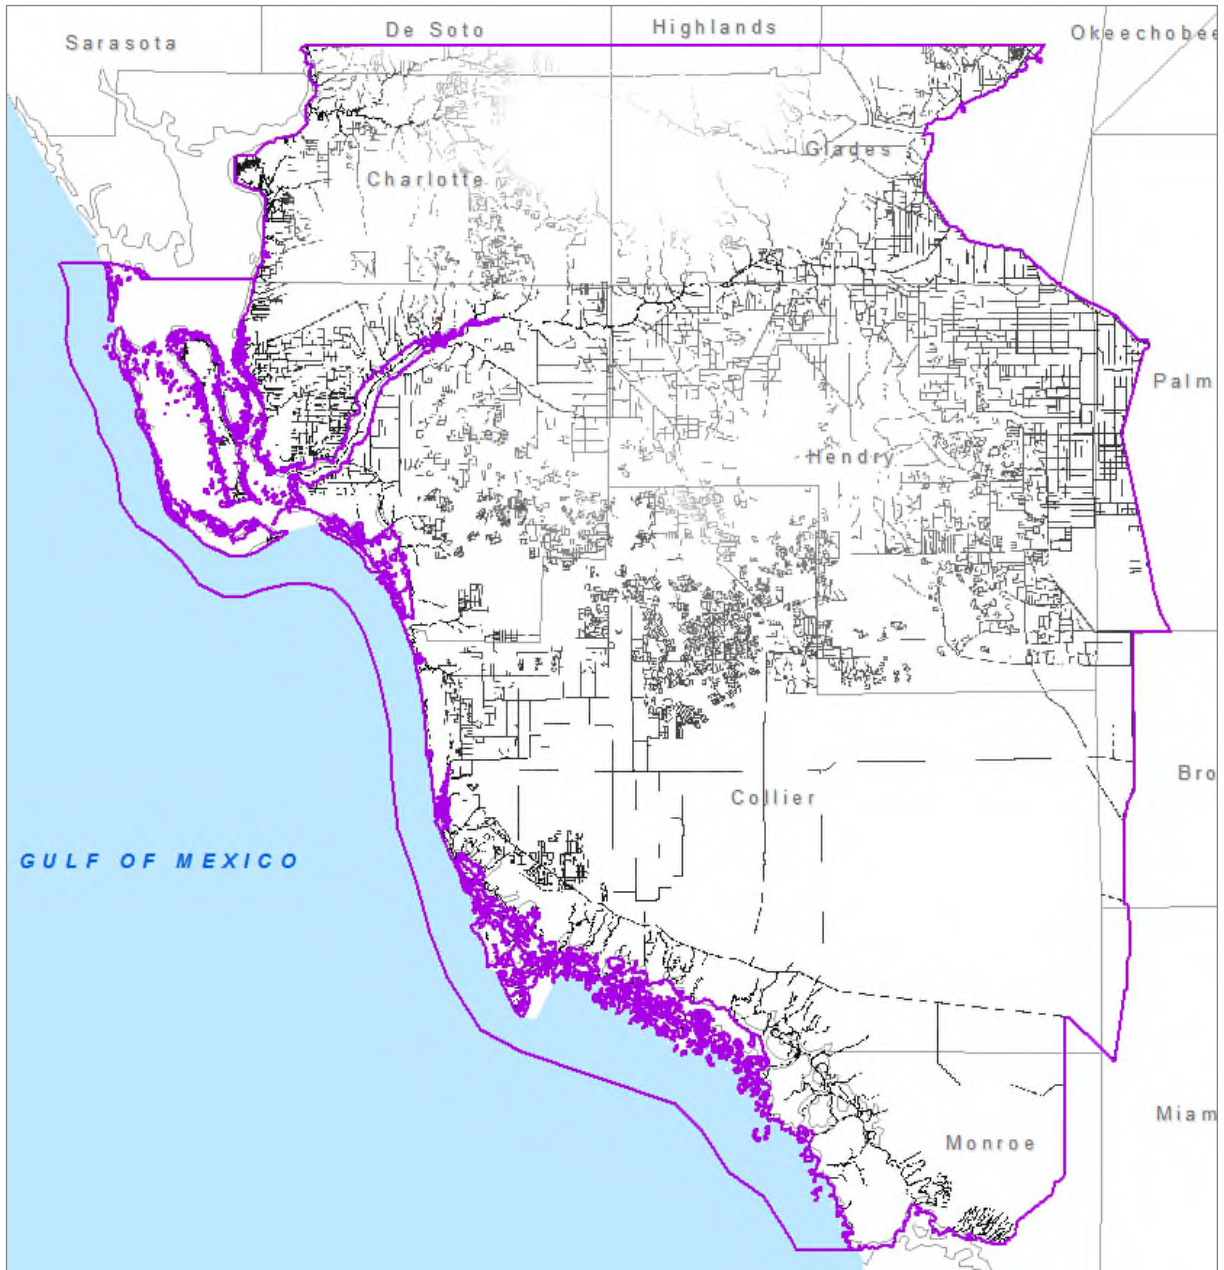 Sarasota
De Soto
Highlands
Okeechobee
Glades
Charlotte
Palm
Lee
Hendry
Bro
Collier
GULF OF MEXICO
Miam
Monroe